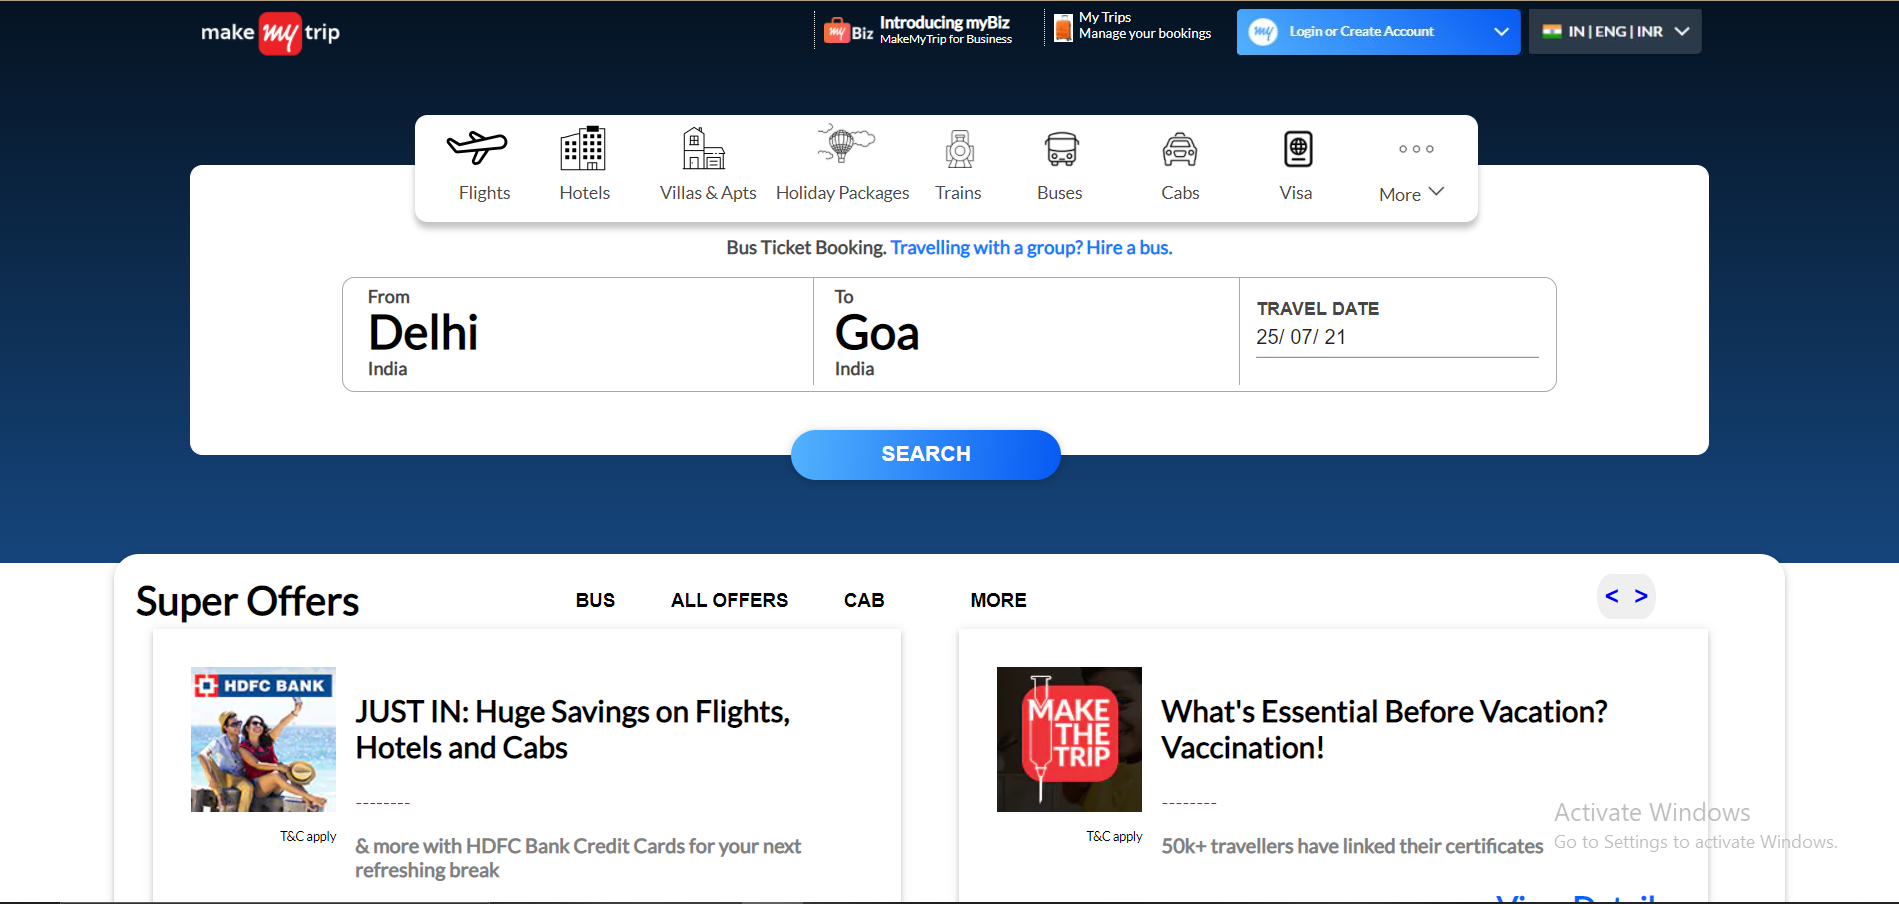 make my trip
my Biz
Introducing myBiz
MakeMyTrip for Business
My Trips
Manage your bookings
my
Login or Create Account
IN | ENG | INR
Flights
Hotels
Villas & Apts
Holiday Packages
Trains
Buses
Cabs
Visa
More
Bus Ticket Booking. Travelling with a group? Hire a bus.
From
Delhi
India
To
Goa
India
TRAVEL DATE
25/ 07/ 21
SEARCH
Super Offers
BUS
ALL OFFERS
CAB
MORE
< >
HDFC BANK
JUST IN: Huge Savings on Flights,
Hotels and Cabs
--------
T&C apply
& more with HDFC Bank Credit Cards for your next
refreshing break
MAKE
THE
TRIP
What's Essential Before Vacation?
Vaccination!
--------
T&C apply
50k+ travellers have linked their certificates
Activate Windows
Go to Settings to activate Windows.